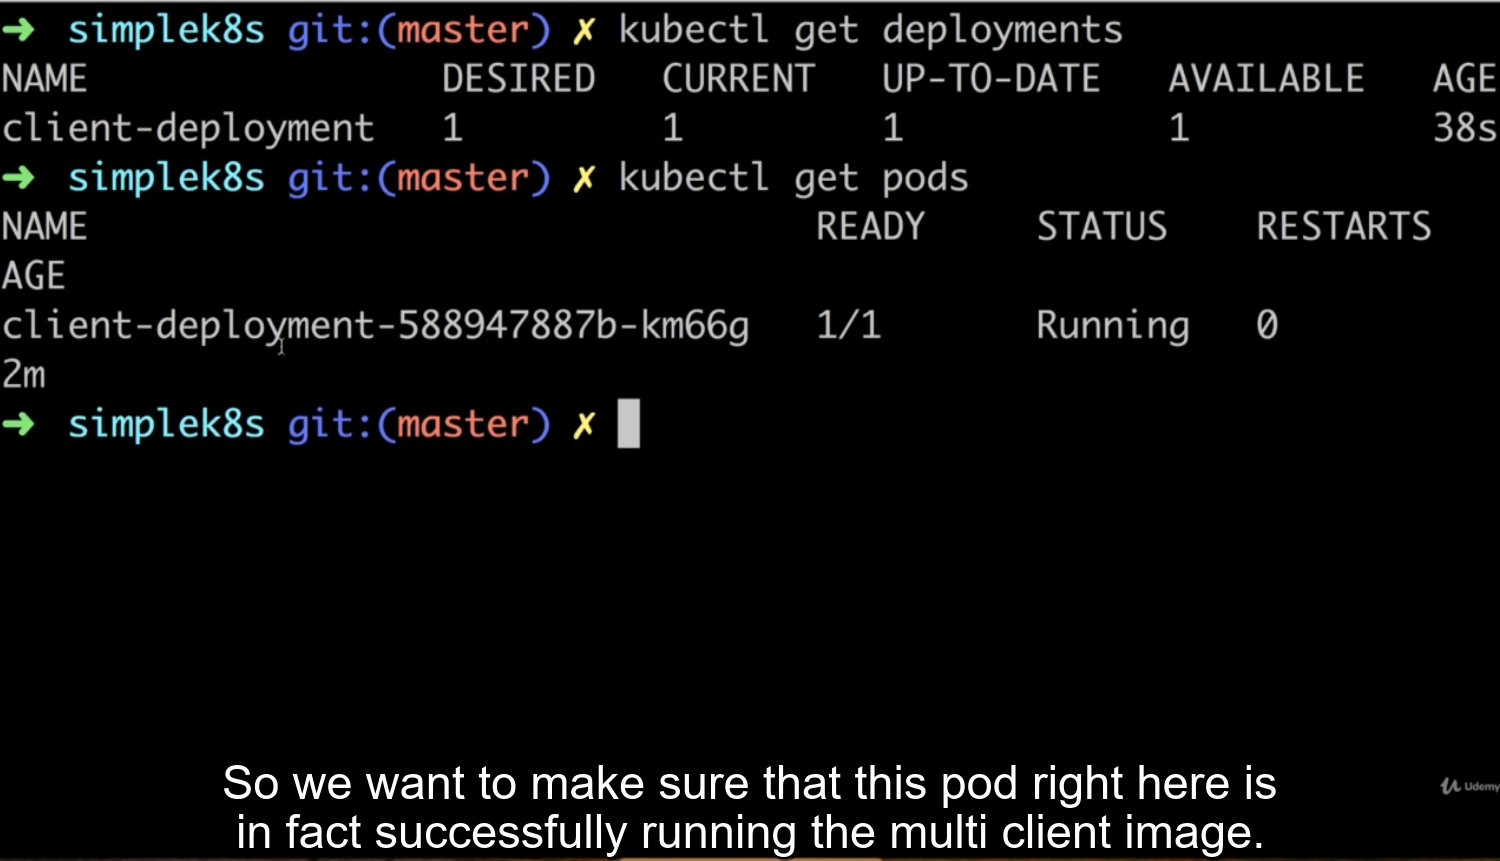 ➜ simplek8s git:(master) ✗ kubectl get deployments
NAME DESIRED CURRENT UP-TO-DATE AVAILABLE AGE
client-deployment 1 1 1 1 38s
➜ simplek8s git:(master) ✗ kubectl get pods
NAME READY STATUS RESTARTS
AGE
client-deployment-588947887b-km66g 1/1 Running 0
2m
➜ simplek8s git:(master) ✗
So we want to make sure that this pod right here is
in fact successfully running the multi client image.
Udemy